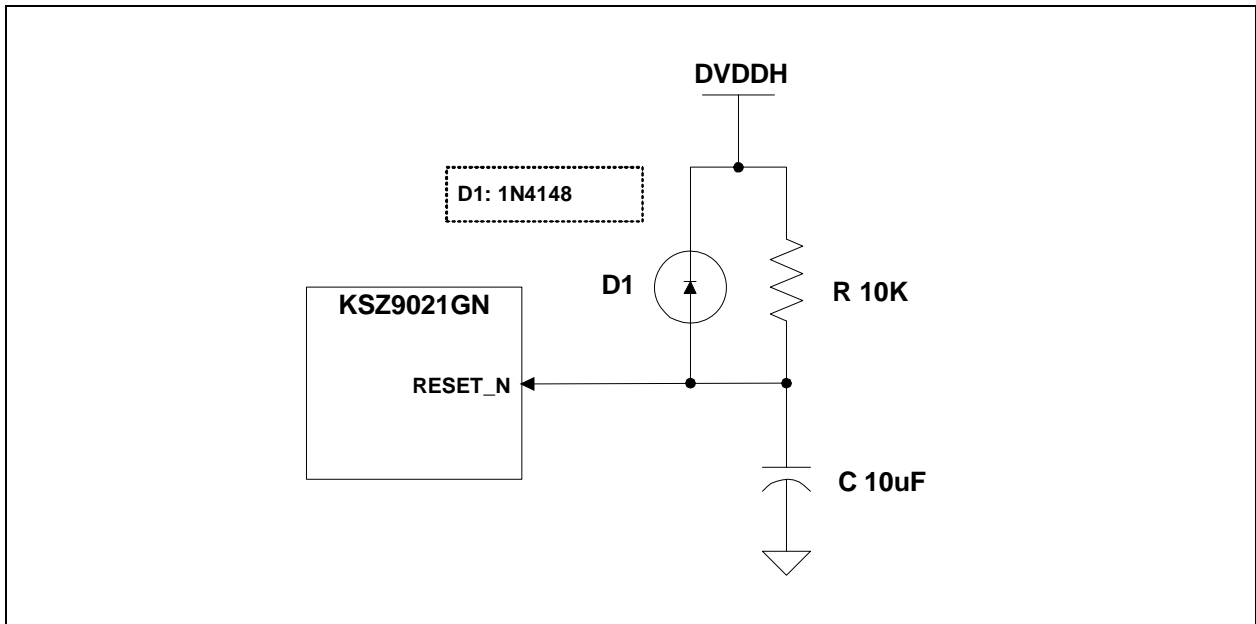 DVDDH
D1: 1N4148
D1
R 10K
KSZ9021GN
RESET_N
C 10uF